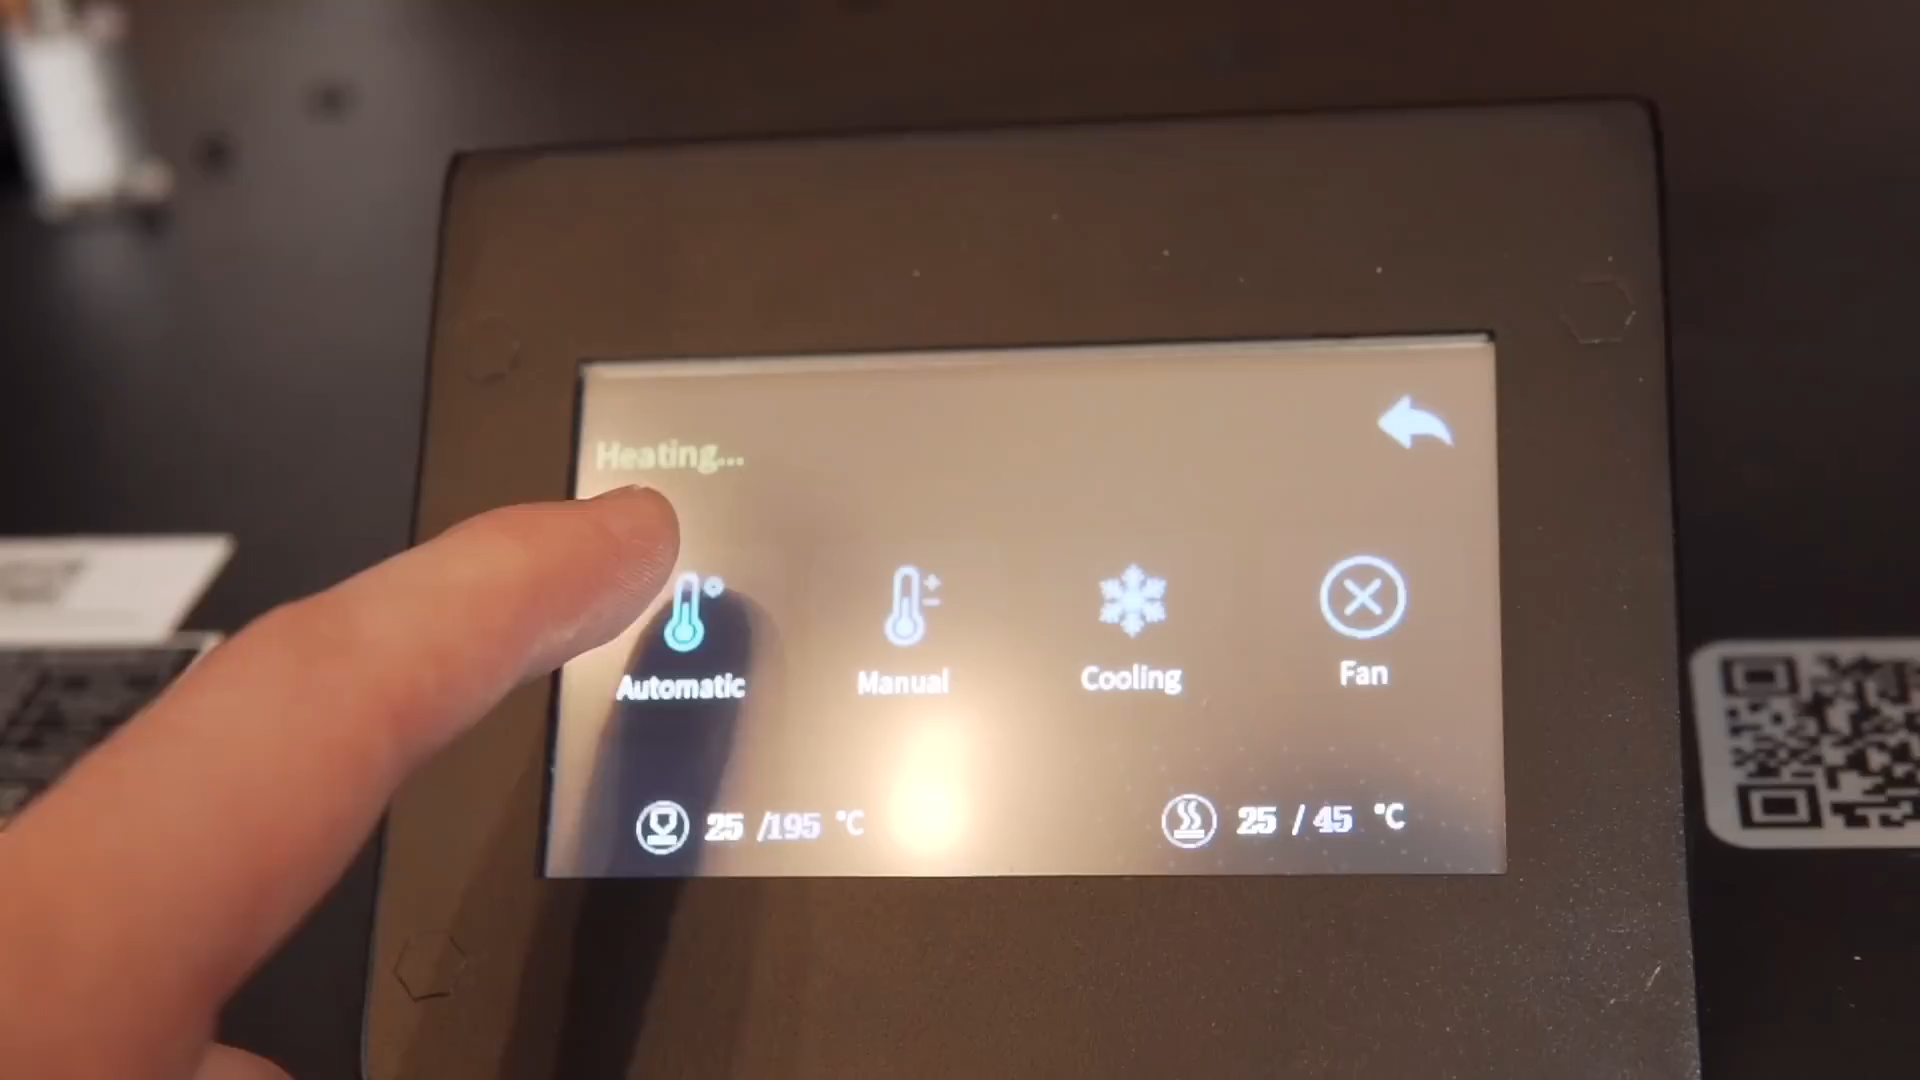 Heating...
Automatic
Manual
Cooling
Fan
25 /195 °C
25 / 45 °C